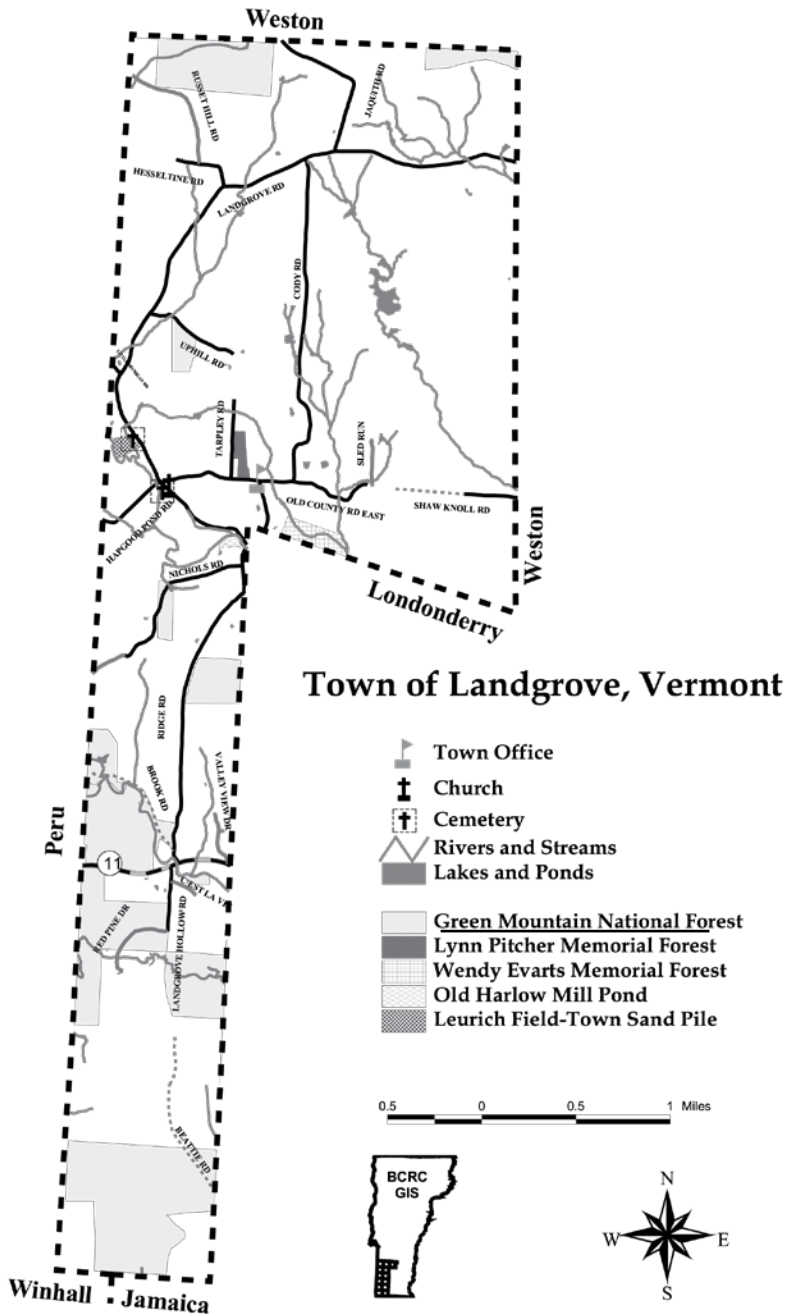 Weston
RUSSET HILL RD
JAQUITH RD
HESSELTINE RD
LANDGROVE RD
CODY RD
UPHILL RD
TARPLEY RD
SLED RUN
OLD COUNTY RD EAST
SHAW KNOLL RD
HAPGOOD POND RD
NICHOLS RD
Weston
Londonderry
Town of Landgrove, Vermont
RIDGE RD
BROOK RD
VALLEY VIEW DR
Peru
11
C'EST LA VI
RED PINE DR
LANDGROVE HOLLOW RD
BEATTIE RD
Winhall
Jamaica
Town Office
Church
Cemetery
Rivers and Streams
Lakes and Ponds
Green Mountain National Forest
Lynn Pitcher Memorial Forest
Wendy Evarts Memorial Forest
Old Harlow Mill Pond
Leurich Field-Town Sand Pile
0.5 0 0.5 1 Miles
BCRC
GIS
N
W E
S